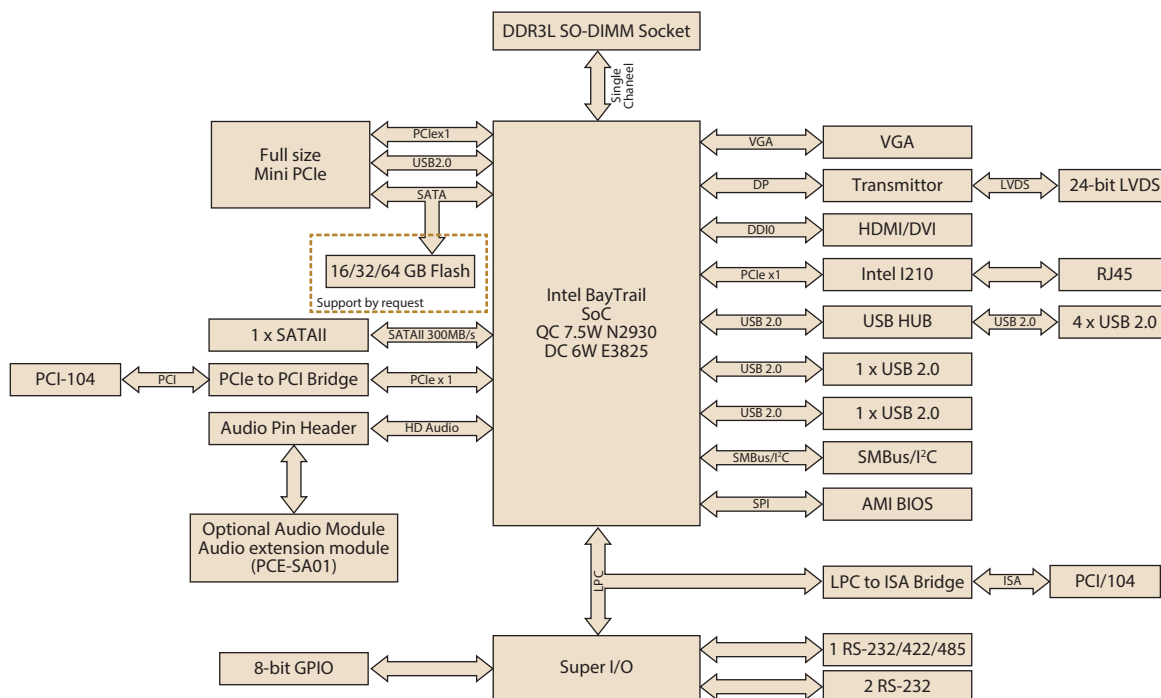 DDR3L SO-DIMM Socket
Single
Chaneel
Full size
Mini PCIe
PCIex1
USB2.0
SATA
16/32/64 GB Flash
Support by request
1 x SATAII
SATAII 300MB/s
PCI-104
PCI
PCIe to PCI Bridge
PCIe x 1
Audio Pin Header
HD Audio
Optional Audio Module
Audio extension module
(PCE-SA01)
Intel BayTrail
SoC
QC 7.5W N2930
DC 6W E3825
VGA
VGA
DP
Transmittor
LVDS
24-bit LVDS
DDI0
HDMI/DVI
PCIe x1
Intel I210
RJ45
USB 2.0
USB HUB
USB 2.0
4 x USB 2.0
USB 2.0
1 x USB 2.0
USB 2.0
1 x USB 2.0
SMBus/I²C
SMBus/I²C
SPI
AMI BIOS
LPC
LPC to ISA Bridge
ISA
PCI/104
8-bit GPIO
Super I/O
1 RS-232/422/485
2 RS-232